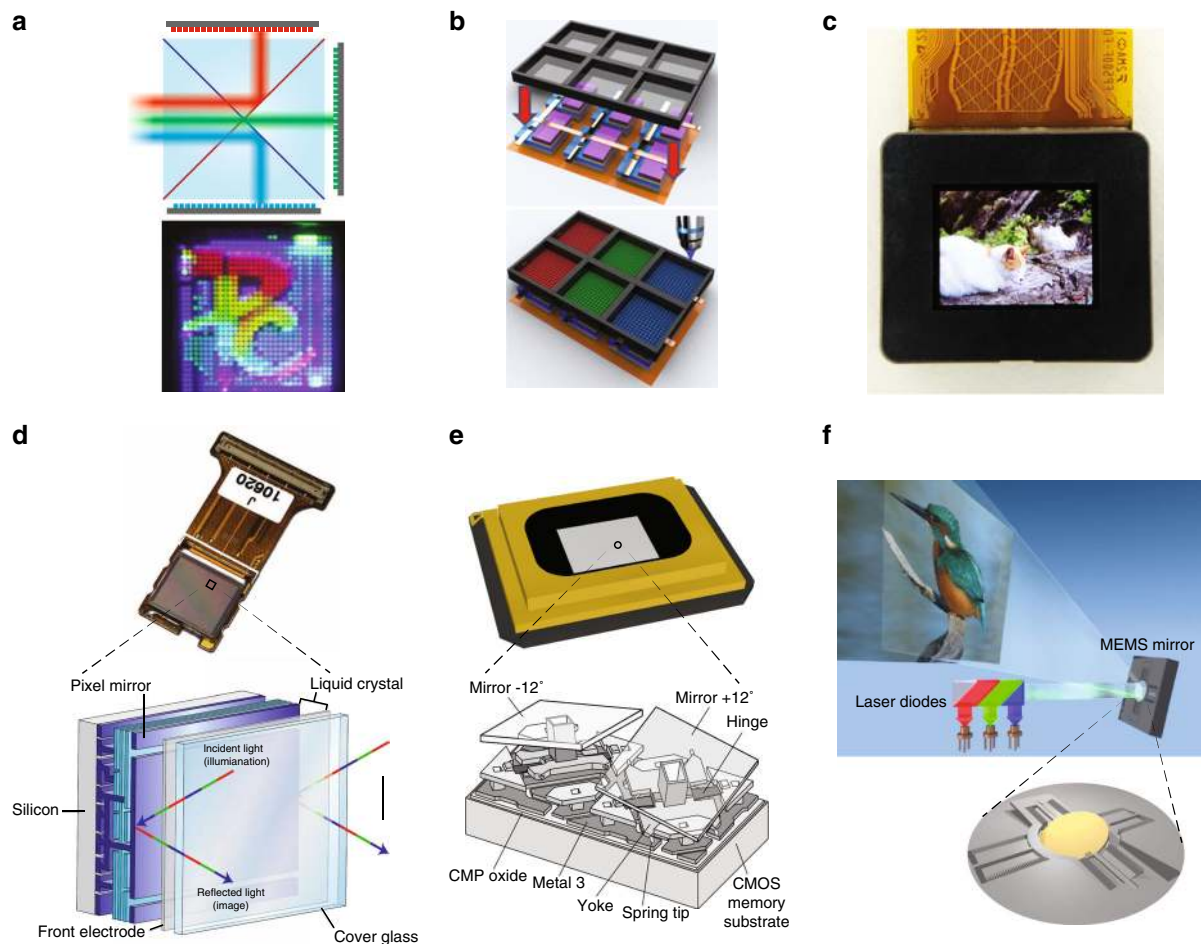 a
b
c
d
J
10620
Pixel mirror
Liquid crystal
Incident light
(illumianation)
Silicon
Reflected light
(image)
Front electrode
Cover glass
e
Mirror -12°
Mirror +12°
Hinge
CMP oxide
Metal 3
Yoke
Spring tip
CMOS
memory
substrate
f
MEMS mirror
Laser diodes